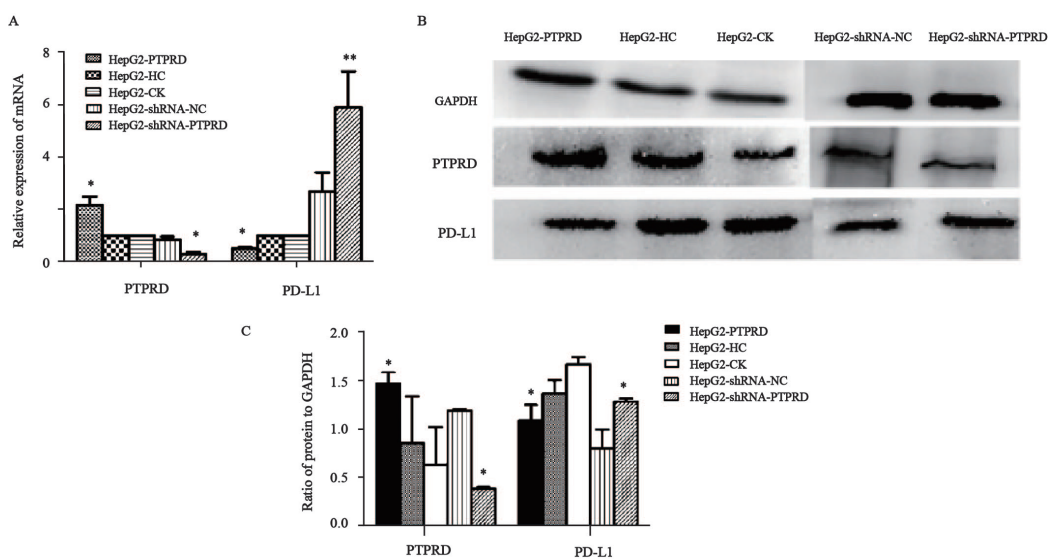 A
Relative expression of mRNA
8
6
4
2
0
HepG2-PTPRD
HepG2-HC
HepG2-CK
HepG2-shRNA-NC
HepG2-shRNA-PTPRD
*
*
*
**
PTPRD
PD-L1
B
HepG2-PTPRD
HepG2-HC
HepG2-CK
HepG2-shRNA-NC
HepG2-shRNA-PTPRD
GAPDH
PTPRD
PD-L1
C
Ratio of protein to GAPDH
2.0
1.5
1.0
0.5
0.0
*
*
*
*
PTPRD
PD-L1
HepG2-PTPRD
HepG2-HC
HepG2-CK
HepG2-shRNA-NC
HepG2-shRNA-PTPRD